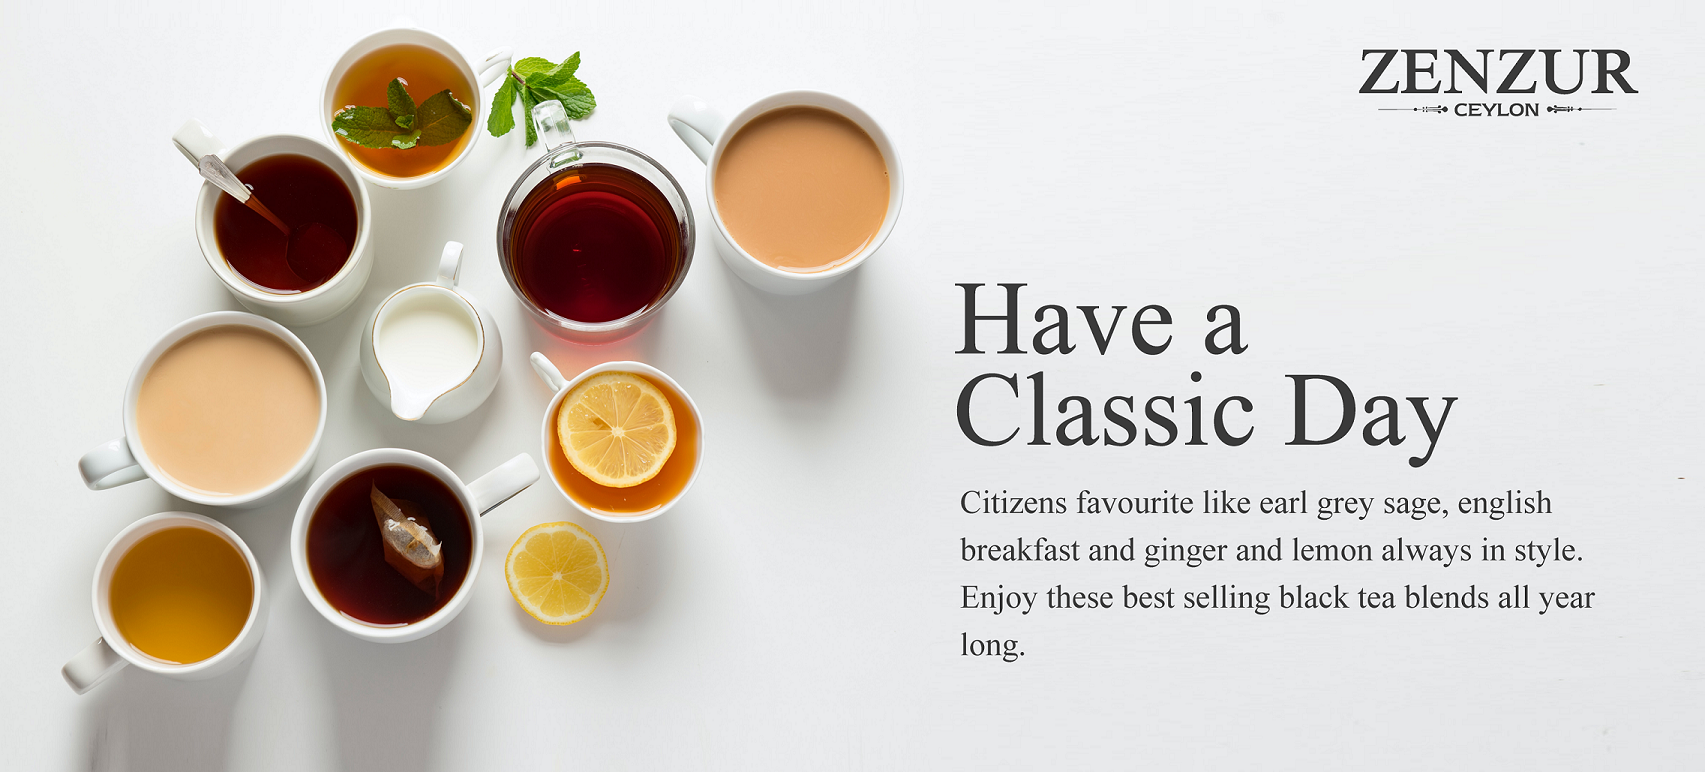 ZENZUR
CEYLON
Have a
Classic Day
Citizens favourite like earl grey sage, english
breakfast and ginger and lemon always in style.
Enjoy these best selling black tea blends all year
long.